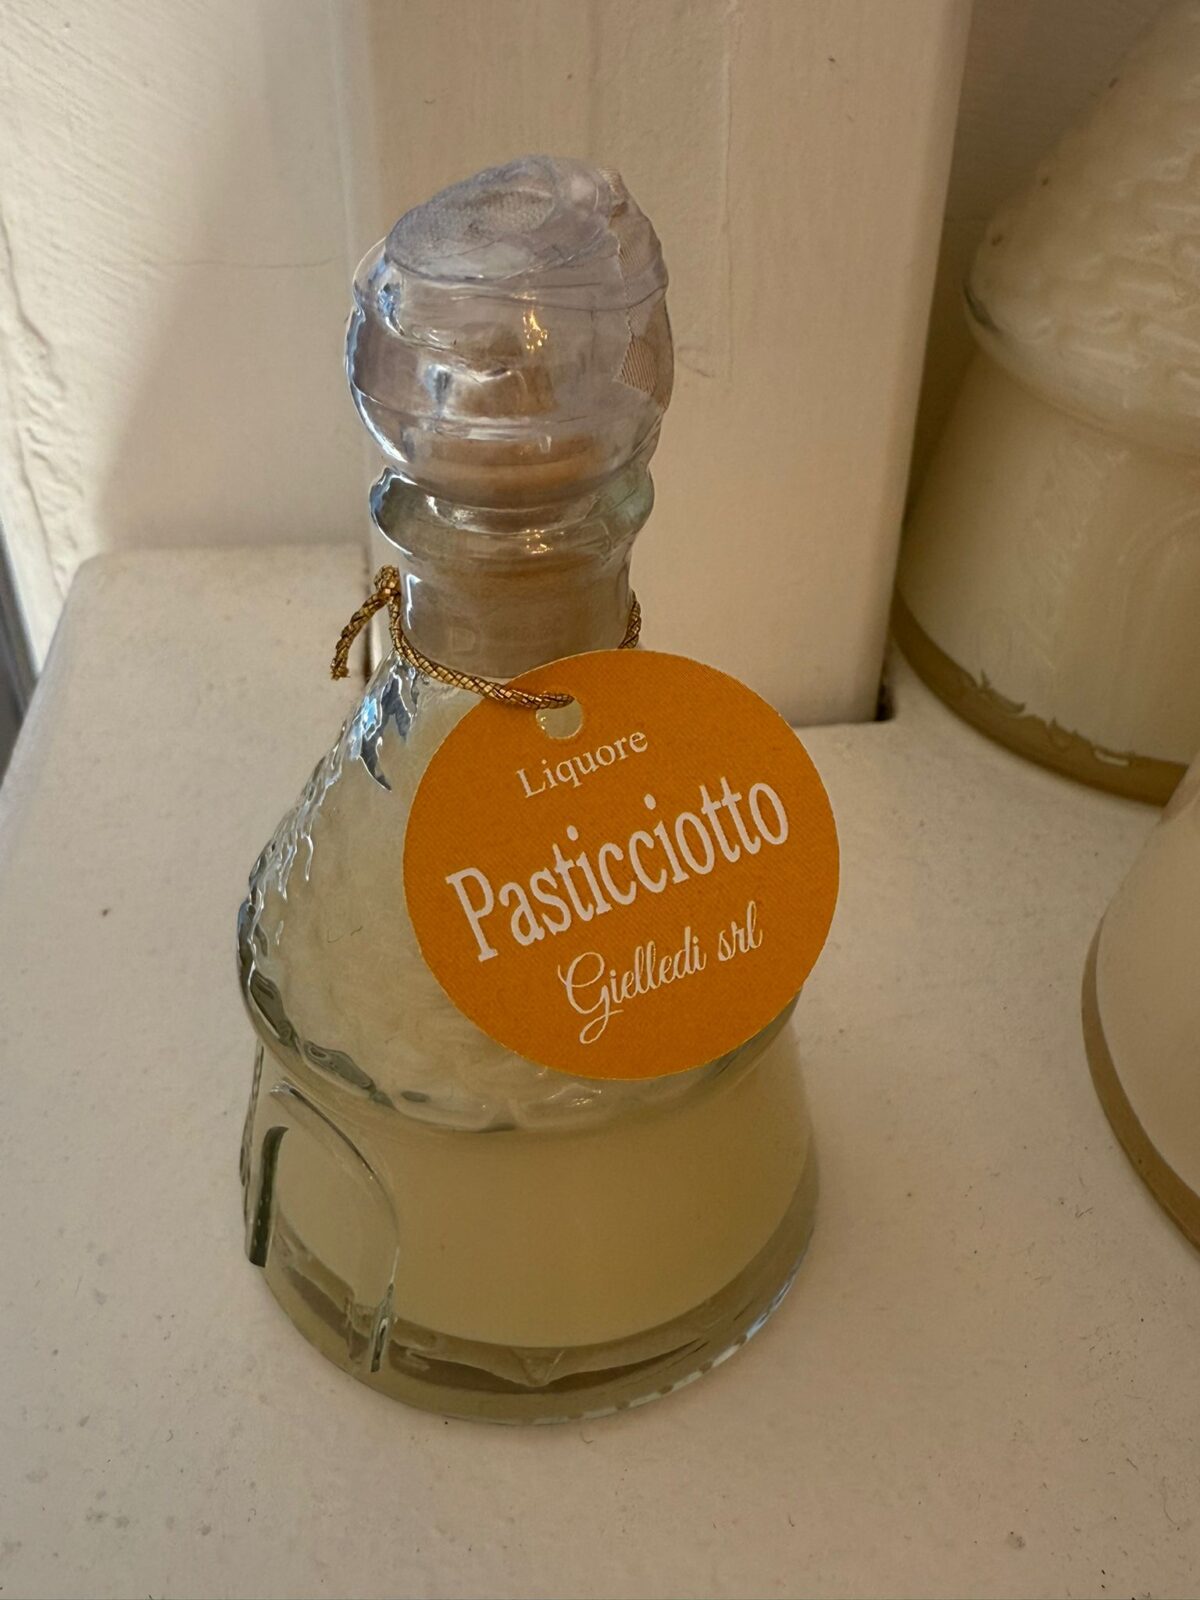 Liquore
Pasticciotto
Gielledi srl